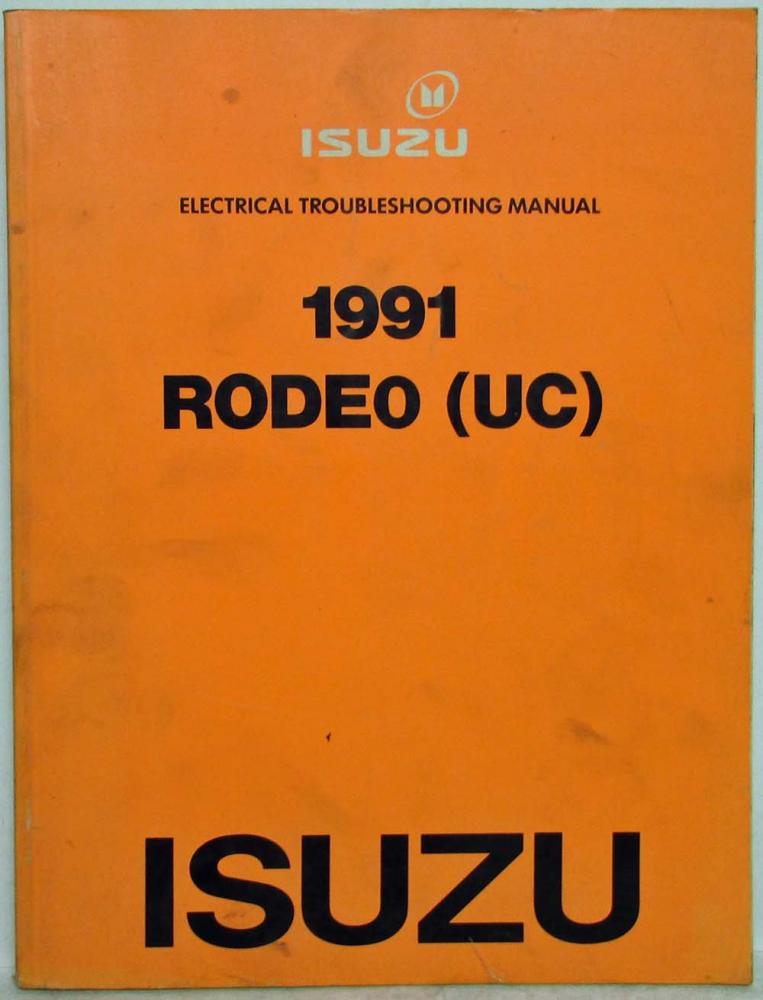 ISUZU
ELECTRICAL TROUBLESHOOTING MANUAL
1991
RODEO (UC)
ISUZU